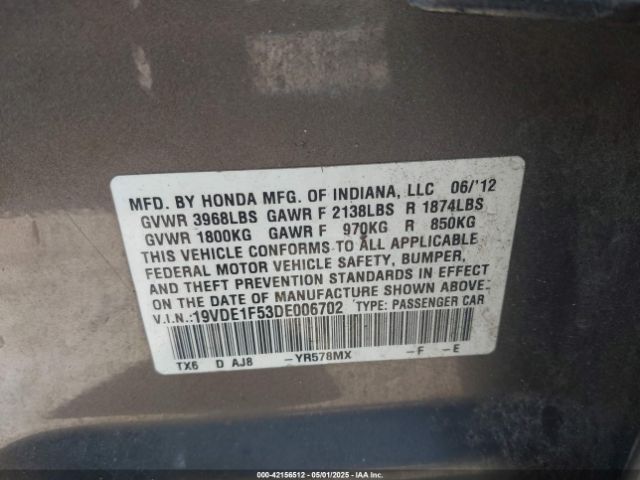 MFD. BY HONDA MFG. OF INDIANA, LLC 06/'12
GVWR 3968LBS GAWR F 2138LBS R 1874LBS
GVWR 1800KG GAWR F 970KG R 850KG
THIS VEHICLE CONFORMS TO ALL APPLICABLE
FEDERAL MOTOR VEHICLE SAFETY, BUMPER,
AND THEFT PREVENTION STANDARDS IN EFFECT
ON THE DATE OF MANUFACTURE SHOWN ABOVE.
V.I.N.:19VDE1F53DE006702 TYPE: PASSENGER CAR
TX6 D AJ8 -YR578MX -F -E
000-42156512 - 05/01/2025 - IAAI.COM